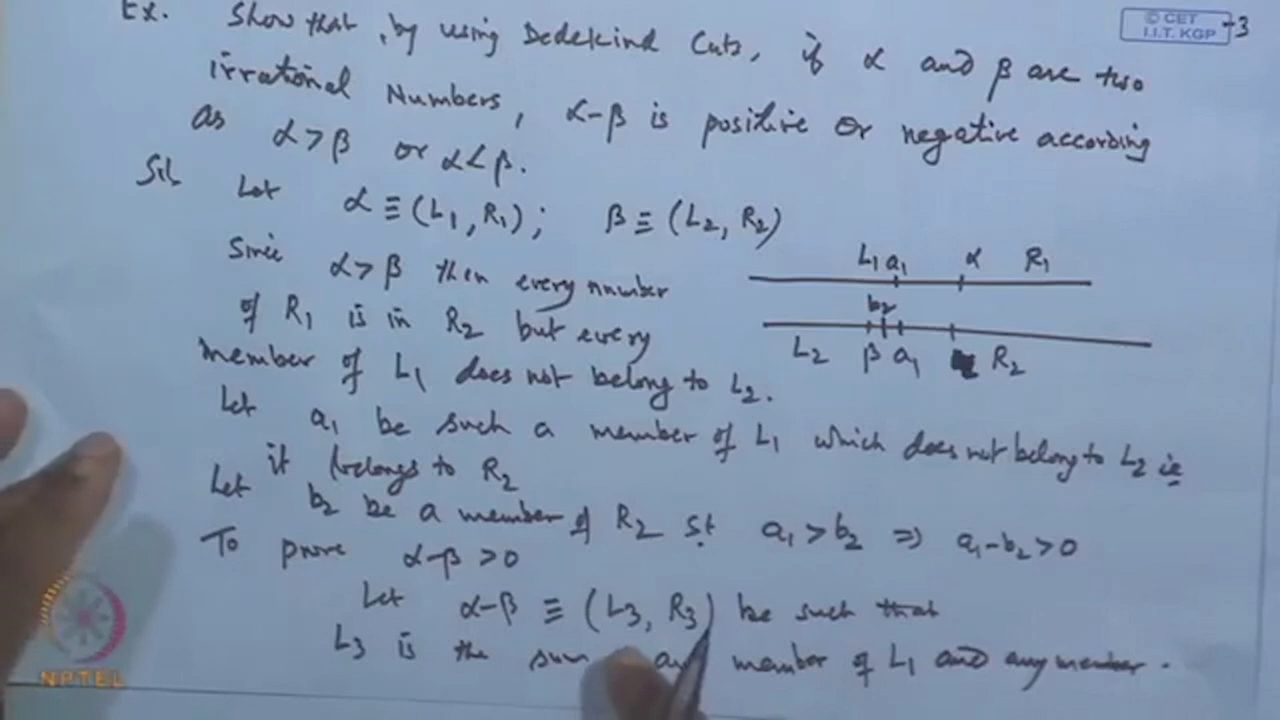 Ex. Show that, by using Dedekind Cuts, if α and β are two
irrational Numbers, α-β is positive or negative according
as α>β or α<β.
Sol. Let α ≡ (L1, R1); β ≡ (L2, R2)
Since α>β then every number
of R1 is in R2 but every
member of L1 does not belong to L2.
Let a1 be such a member of L1 which does not belong to L2 ie
it belongs to R2
Let b2 be a member of R2 st a1>b2 ⇒ a1-b2>0
To prove α-β>0
Let α-β ≡ (L3, R3) be such that
L3 is the sum member of L1 and any member.
L1 a1 α R1
b2
L2 β a1 R2
© CET
I.I.T. KGP
-3
NPTEL